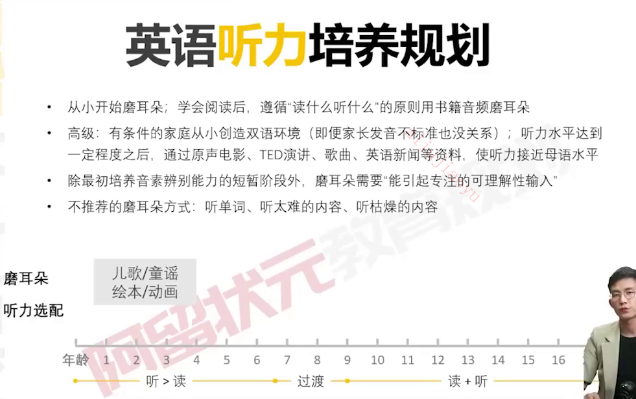 英语听力培养规划
• 从小开始磨耳朵；学会阅读后，遵循“读什么听什么”的原则用书籍音频磨耳朵
• 高级：有条件的家庭从小创造双语环境（即便家长发音不标准也没关系）；听力水平达到
一定程度之后，通过原声电影、TED演讲、歌曲、英语新闻等资料，使听力接近母语水平
• 除最初培养音素辨别能力的短暂阶段外，磨耳朵需要“能引起专注的可理解性输入”
• 不推荐的磨耳朵方式：听单词、听太难的内容、听枯燥的内容
磨耳朵
儿歌/童谣
绘本/动画
听力选配
年龄 1 2 3 4 5 6 7 8 9 10 11 12 13 14 15 16
听 > 读 过渡 读 + 听
阿留状元教育规划